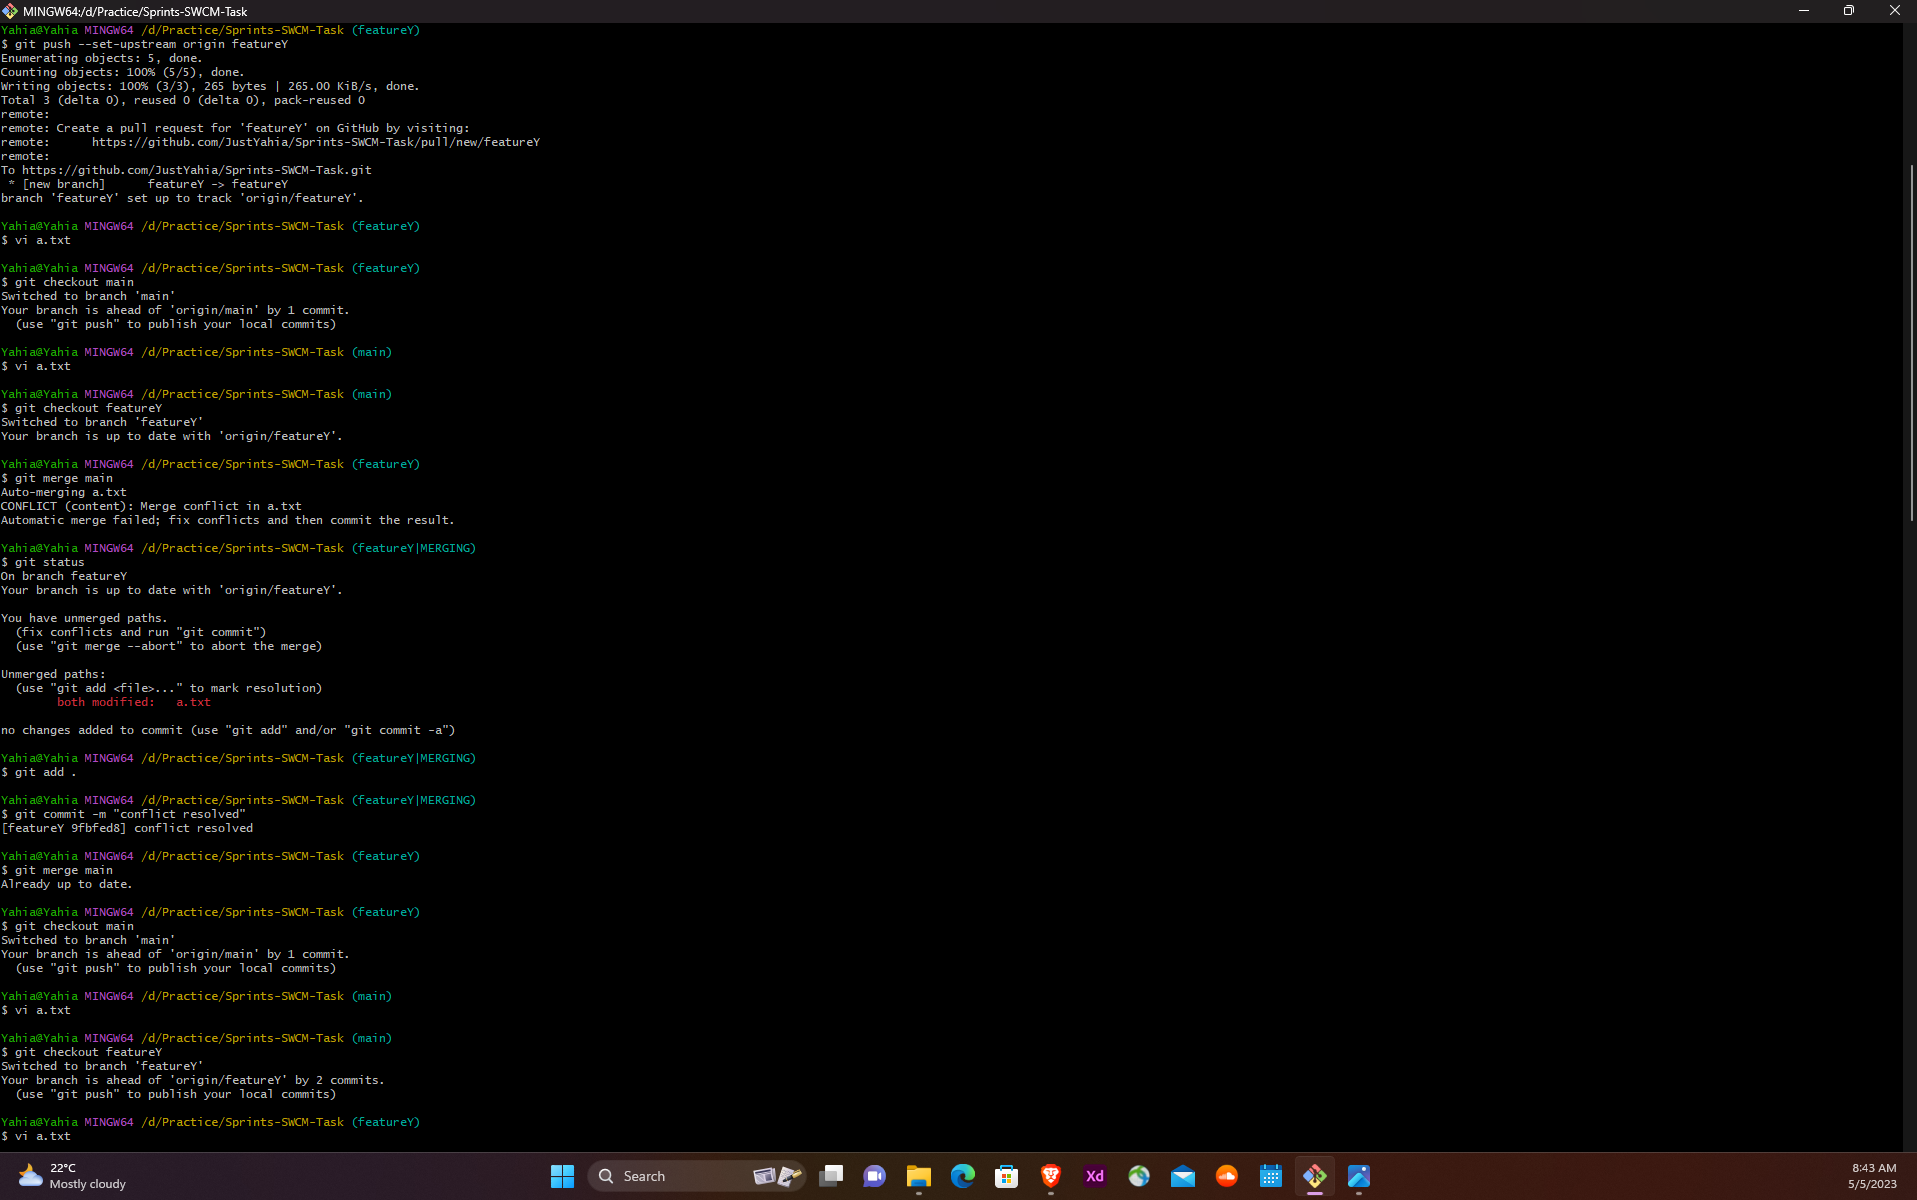 MINGW64:/d/Practice/Sprints-SWCM-Task
Yahia@Yahia MINGW64 /d/Practice/Sprints-SWCM-Task (featureY)
$ git push --set-upstream origin featureY
Enumerating objects: 5, done.
Counting objects: 100% (5/5), done.
Writing objects: 100% (3/3), 265 bytes | 265.00 KiB/s, done.
Total 3 (delta 0), reused 0 (delta 0), pack-reused 0
remote:
remote: Create a pull request for 'featureY' on GitHub by visiting:
remote:      https://github.com/JustYahia/Sprints-SWCM-Task/pull/new/featureY
remote:
To https://github.com/JustYahia/Sprints-SWCM-Task.git
 * [new branch]      featureY -> featureY
branch 'featureY' set up to track 'origin/featureY'.

Yahia@Yahia MINGW64 /d/Practice/Sprints-SWCM-Task (featureY)
$ vi a.txt

Yahia@Yahia MINGW64 /d/Practice/Sprints-SWCM-Task (featureY)
$ git checkout main
Switched to branch 'main'
Your branch is ahead of 'origin/main' by 1 commit.
  (use "git push" to publish your local commits)

Yahia@Yahia MINGW64 /d/Practice/Sprints-SWCM-Task (main)
$ vi a.txt

Yahia@Yahia MINGW64 /d/Practice/Sprints-SWCM-Task (main)
$ git checkout featureY
Switched to branch 'featureY'
Your branch is up to date with 'origin/featureY'.

Yahia@Yahia MINGW64 /d/Practice/Sprints-SWCM-Task (featureY)
$ git merge main
Auto-merging a.txt
CONFLICT (content): Merge conflict in a.txt
Automatic merge failed; fix conflicts and then commit the result.

Yahia@Yahia MINGW64 /d/Practice/Sprints-SWCM-Task (featureY|MERGING)
$ git status
On branch featureY
Your branch is up to date with 'origin/featureY'.

You have unmerged paths.
  (fix conflicts and run "git commit")
  (use "git merge --abort" to abort the merge)

Unmerged paths:
  (use "git add <file>..." to mark resolution)
        both modified:   a.txt

no changes added to commit (use "git add" and/or "git commit -a")

Yahia@Yahia MINGW64 /d/Practice/Sprints-SWCM-Task (featureY|MERGING)
$ git add .

Yahia@Yahia MINGW64 /d/Practice/Sprints-SWCM-Task (featureY|MERGING)
$ git commit -m "conflict resolved"
[featureY 9fbfed8] conflict resolved

Yahia@Yahia MINGW64 /d/Practice/Sprints-SWCM-Task (featureY)
$ git merge main
Already up to date.

Yahia@Yahia MINGW64 /d/Practice/Sprints-SWCM-Task (featureY)
$ git checkout main
Switched to branch 'main'
Your branch is ahead of 'origin/main' by 1 commit.
  (use "git push" to publish your local commits)

Yahia@Yahia MINGW64 /d/Practice/Sprints-SWCM-Task (main)
$ vi a.txt

Yahia@Yahia MINGW64 /d/Practice/Sprints-SWCM-Task (main)
$ git checkout featureY
Switched to branch 'featureY'
Your branch is ahead of 'origin/featureY' by 2 commits.
  (use "git push" to publish your local commits)

Yahia@Yahia MINGW64 /d/Practice/Sprints-SWCM-Task (featureY)
$ vi a.txt
22°C
Mostly cloudy
Search
Xd
8:43 AM
5/5/2023